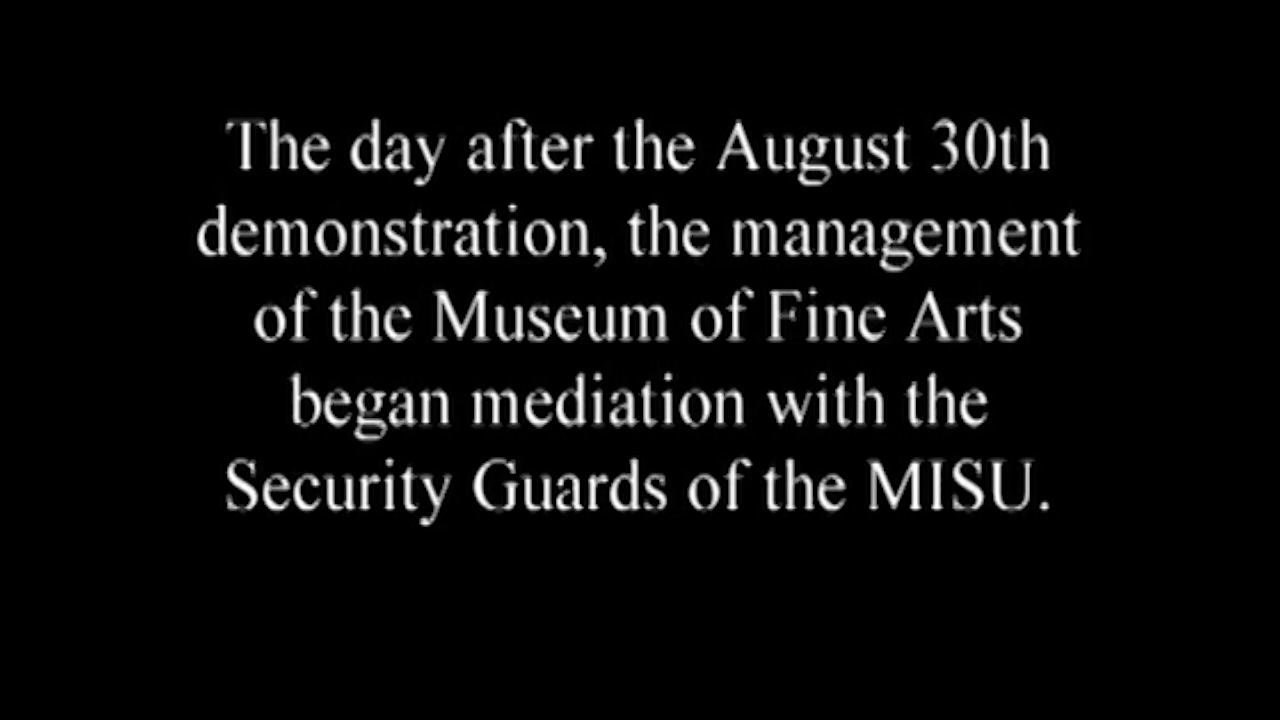 The day after the August 30th
demonstration, the management
of the Museum of Fine Arts
began mediation with the
Security Guards of the MISU.